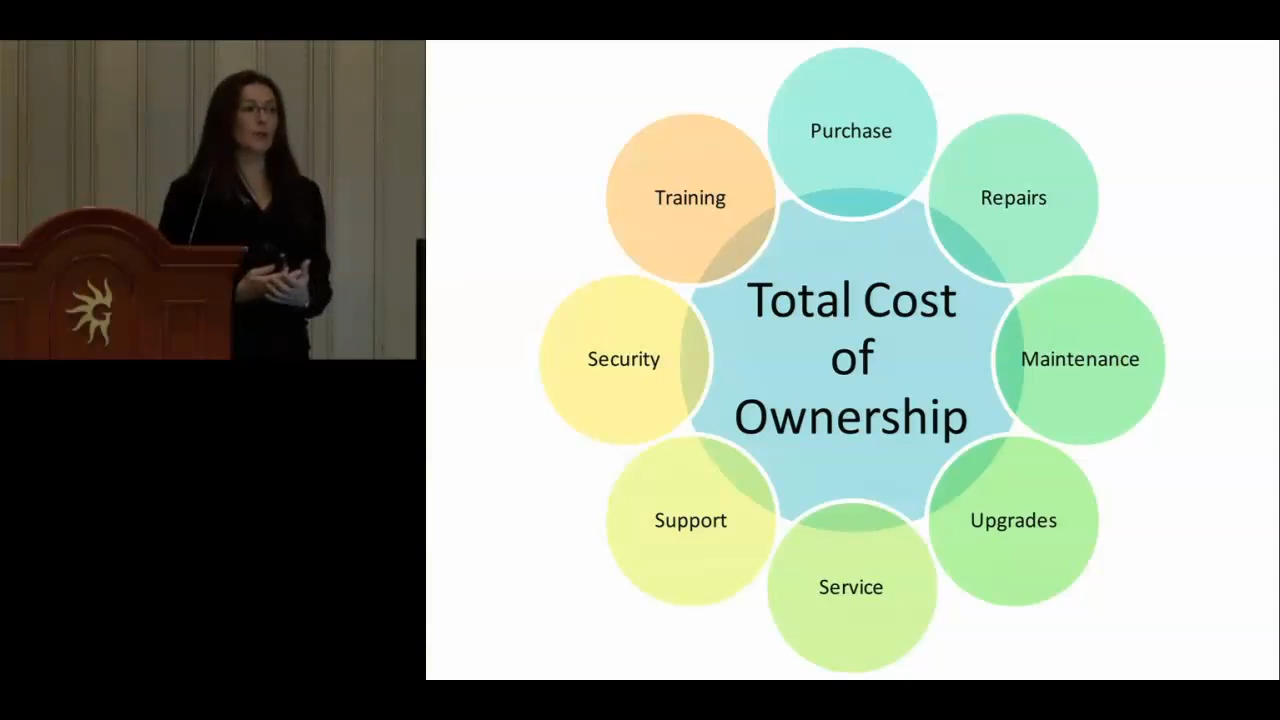 Purchase
Repairs
Maintenance
Upgrades
Service
Support
Security
Training
Total Cost
of
Ownership